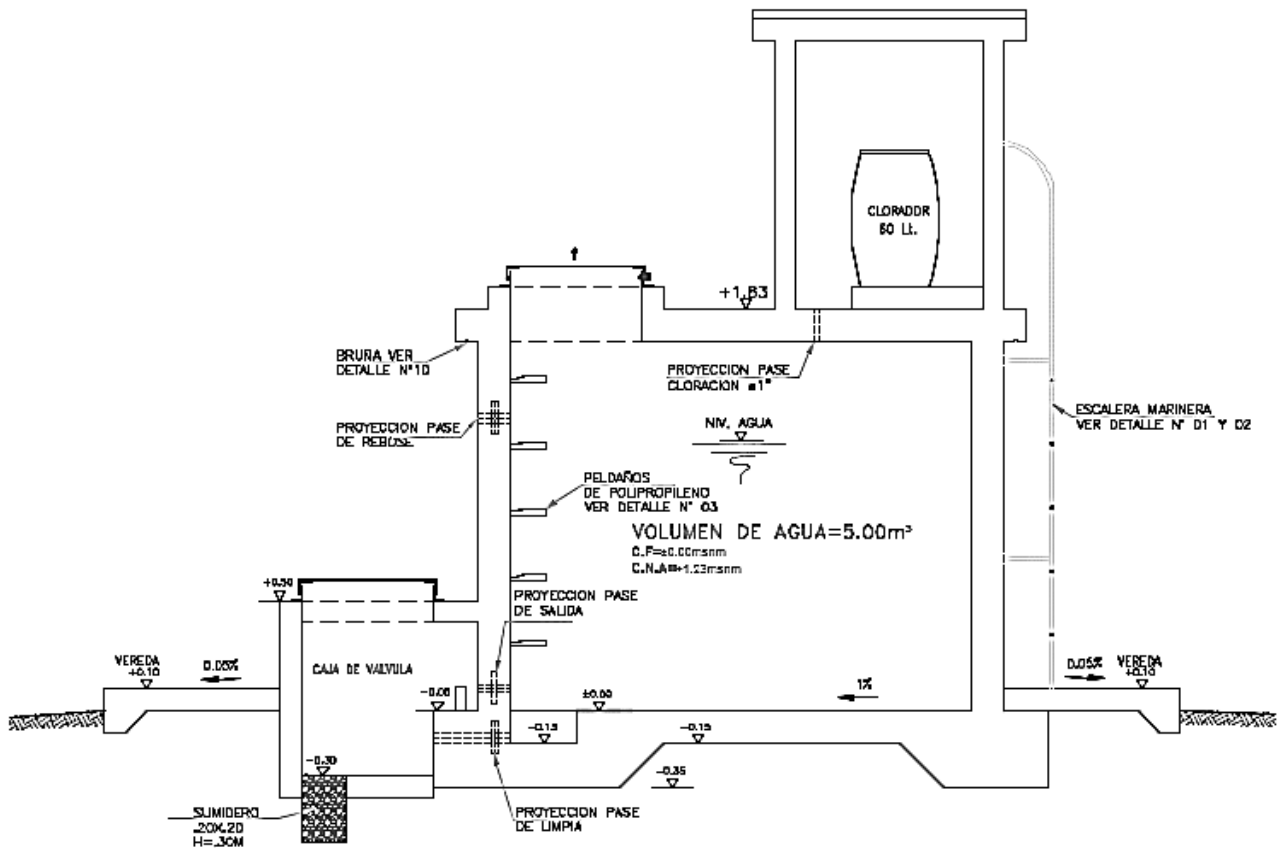 CLORADOR
60 Lt.
+1.83
BRUÑA VER
DETALLE N°10
PROYECCION PASE
CLORACION ø1"
PROYECCION PASE
DE REBOSE
NIV. AGUA
ESCALERA MARINERA
VER DETALLE N° 01 Y 02
PELDAÑOS
DE POLIPROPILENO
VER DETALLE N° 03
VOLUMEN DE AGUA=5.00m³
C.F=±0.00msnm
C.N.A=+1.23msnm
+0.50
PROYECCION PASE
DE SALIDA
VEREDA
+0.10
0.05%
CAJA DE VALVULA
-0.00
±0.00
1%
0.05%
VEREDA
+0.10
-0.15
-0.15
-0.30
-0.35
SUMIDERO
.20X.20
H=.30M
PROYECCION PASE
DE LIMPIA